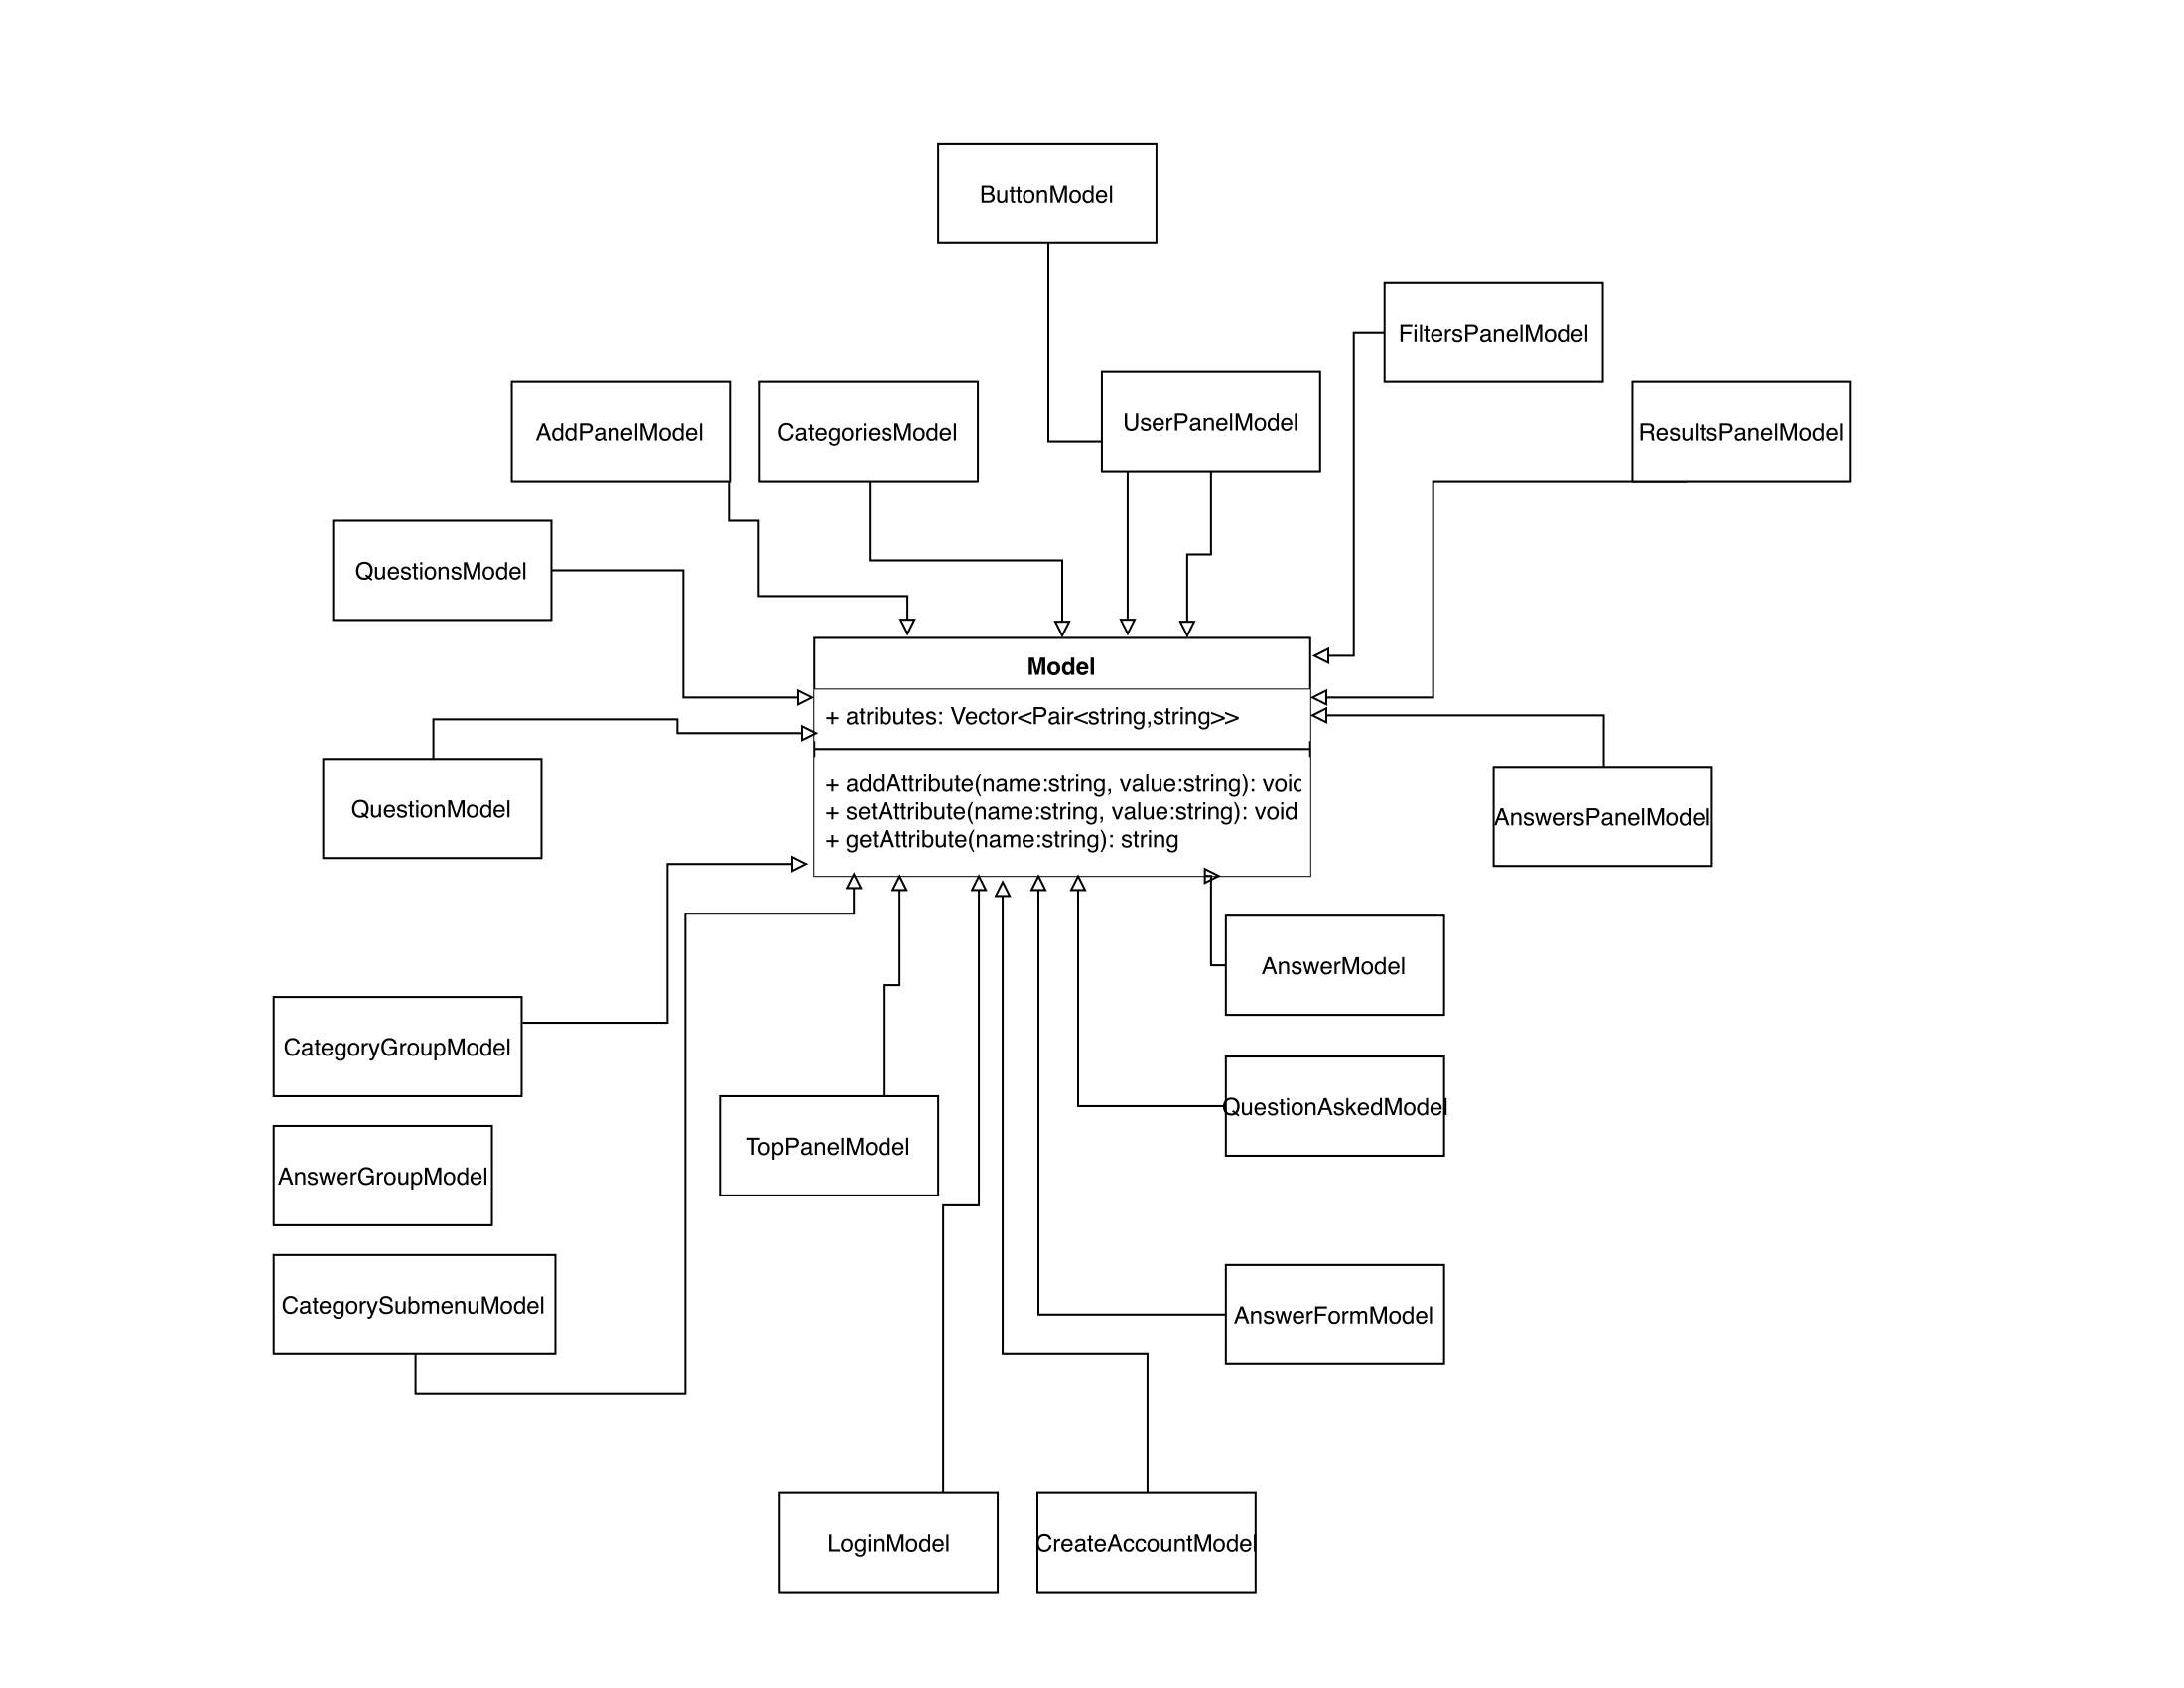 ButtonModel
FiltersPanelModel
AddPanelModel
CategoriesModel
UserPanelModel
ResultsPanelModel
QuestionsModel
Model
+ atributes: Vector<Pair<string,string>>
+ addAttribute(name:string, value:string): void
+ setAttribute(name:string, value:string): void
+ getAttribute(name:string): string
QuestionModel
AnswersPanelModel
AnswerModel
CategoryGroupModel
QuestionAskedModel
TopPanelModel
AnswerGroupModel
CategorySubmenuModel
AnswerFormModel
LoginModel
CreateAccountModel